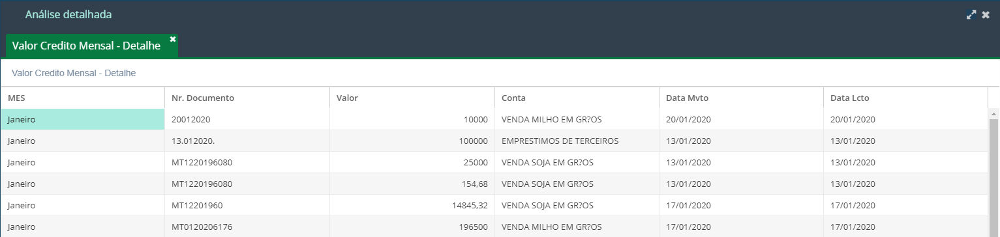 Análise detalhada
Valor Credito Mensal - Detalhe
Valor Credito Mensal - Detalhe
MES Nr. Documento Valor Conta Data Mvto Data Lcto
Janeiro 20012020 10000 VENDA MILHO EM GR?OS 20/01/2020 20/01/2020
Janeiro 13.012020. 100000 EMPRESTIMOS DE TERCEIROS 13/01/2020 13/01/2020
Janeiro MT1220196080 25000 VENDA SOJA EM GR?OS 13/01/2020 13/01/2020
Janeiro MT1220196080 154,68 VENDA SOJA EM GR?OS 13/01/2020 13/01/2020
Janeiro MT12201960 14845,32 VENDA SOJA EM GR?OS 17/01/2020 17/01/2020
Janeiro MT0120206176 196500 VENDA MILHO EM GR?OS 17/01/2020 17/01/2020